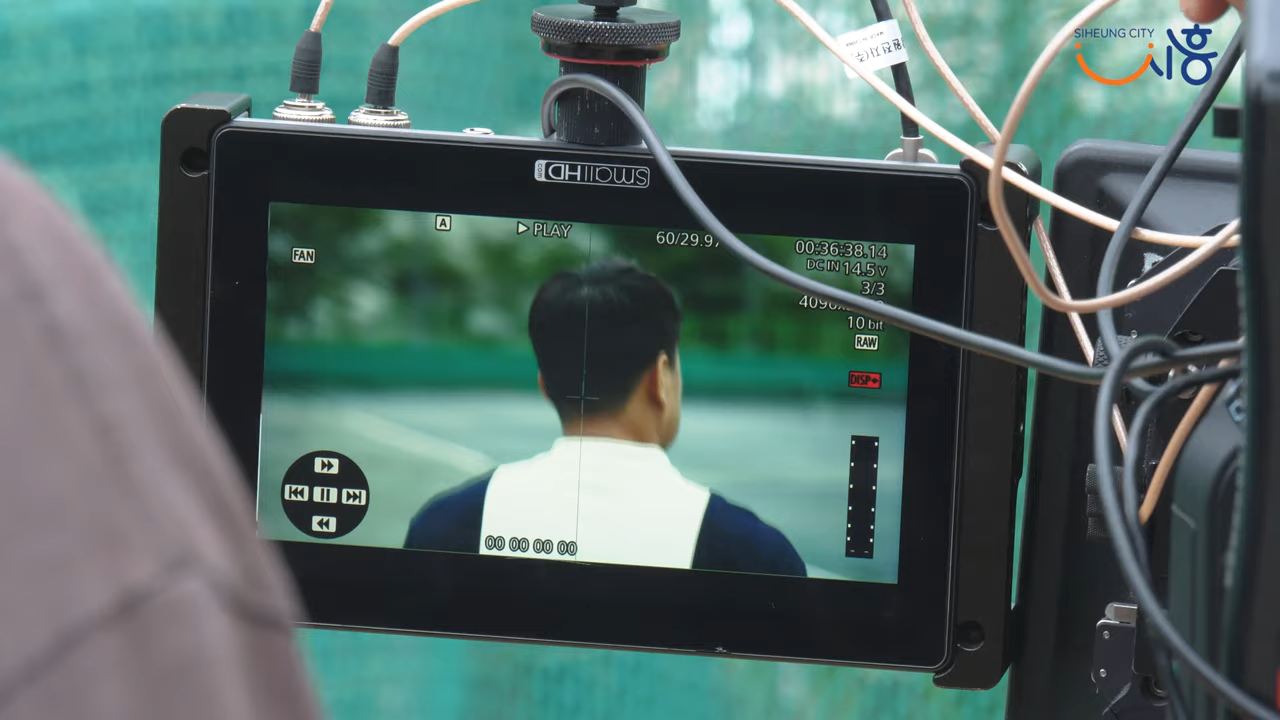 SIHEUNG CITY
시흥
smallHD
com
A
PLAY
60/29.97
00:36:38.14
FAN
DC IN 14.5 V
3/3
10 bit
RAW
DISP
00 00 00 00